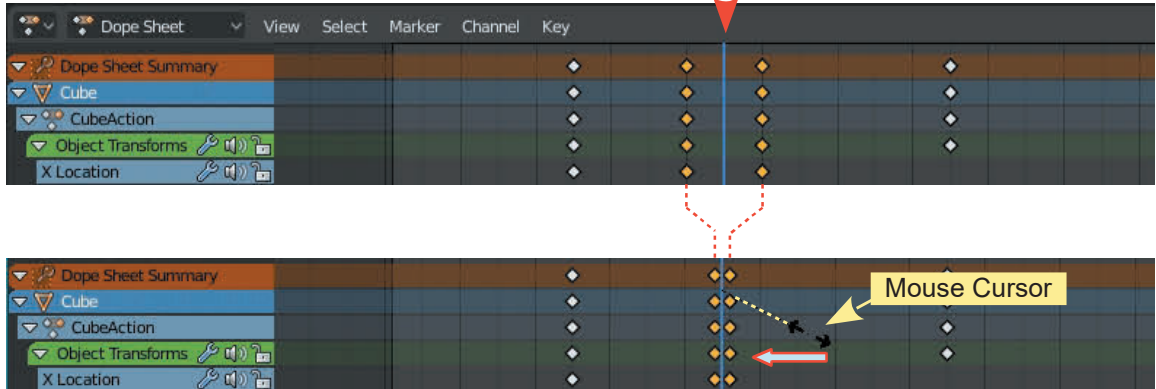 Dope Sheet View Select Marker Channel Key
Dope Sheet Summary
Cube
CubeAction
Object Transforms
X Location
Dope Sheet Summary
Cube
Mouse Cursor
CubeAction
Object Transforms
X Location